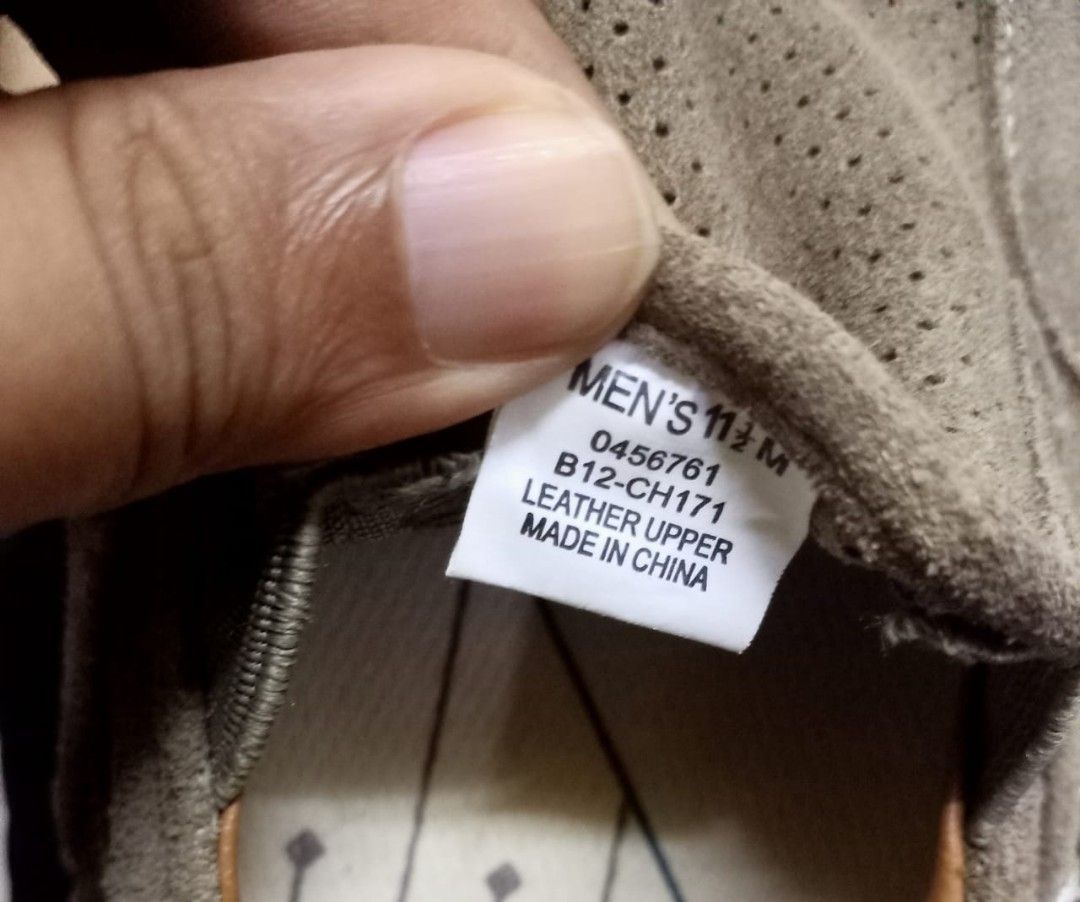 MEN'S 11½ M
0456761
B12-CH171
LEATHER UPPER
MADE IN CHINA